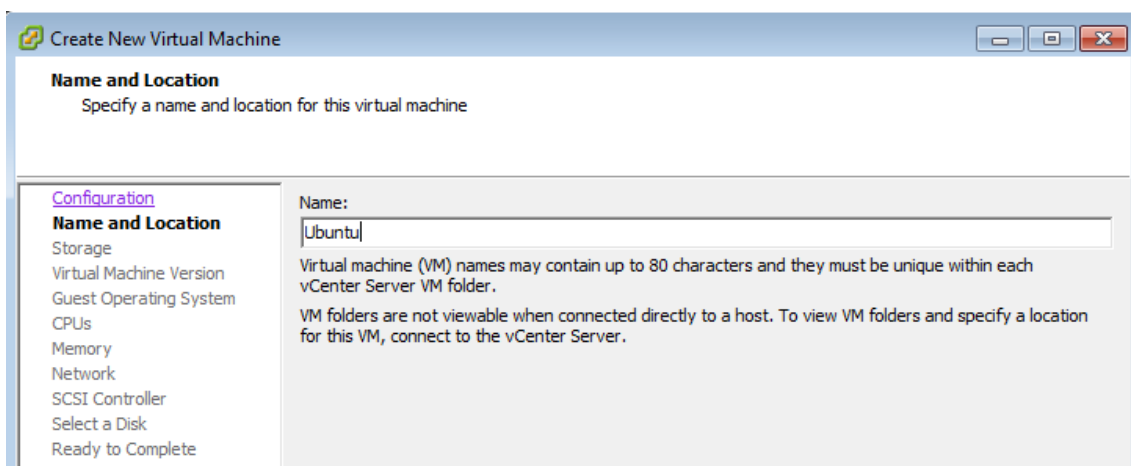 Create New Virtual Machine
Name and Location
Specify a name and location for this virtual machine
Configuration
Name and Location
Storage
Virtual Machine Version
Guest Operating System
CPUs
Memory
Network
SCSI Controller
Select a Disk
Ready to Complete
Name:
Ubuntu
Virtual machine (VM) names may contain up to 80 characters and they must be unique within each
vCenter Server VM folder.
VM folders are not viewable when connected directly to a host. To view VM folders and specify a location
for this VM, connect to the vCenter Server.